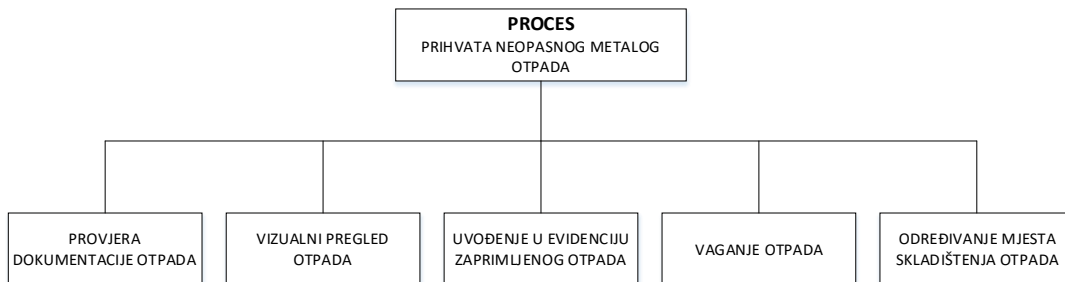 PROCES
PRIHVATA NEOPASNOG METALOG
OTPADA
PROVJERA
DOKUMENTACIJE OTPADA
VIZUALNI PREGLED
OTPADA
UVOĐENJE U EVIDENCIJU
ZAPRIMLJENOG OTPADA
VAGANJE OTPADA
ODREĐIVANJE MJESTA
SKLADIŠTENJA OTPADA